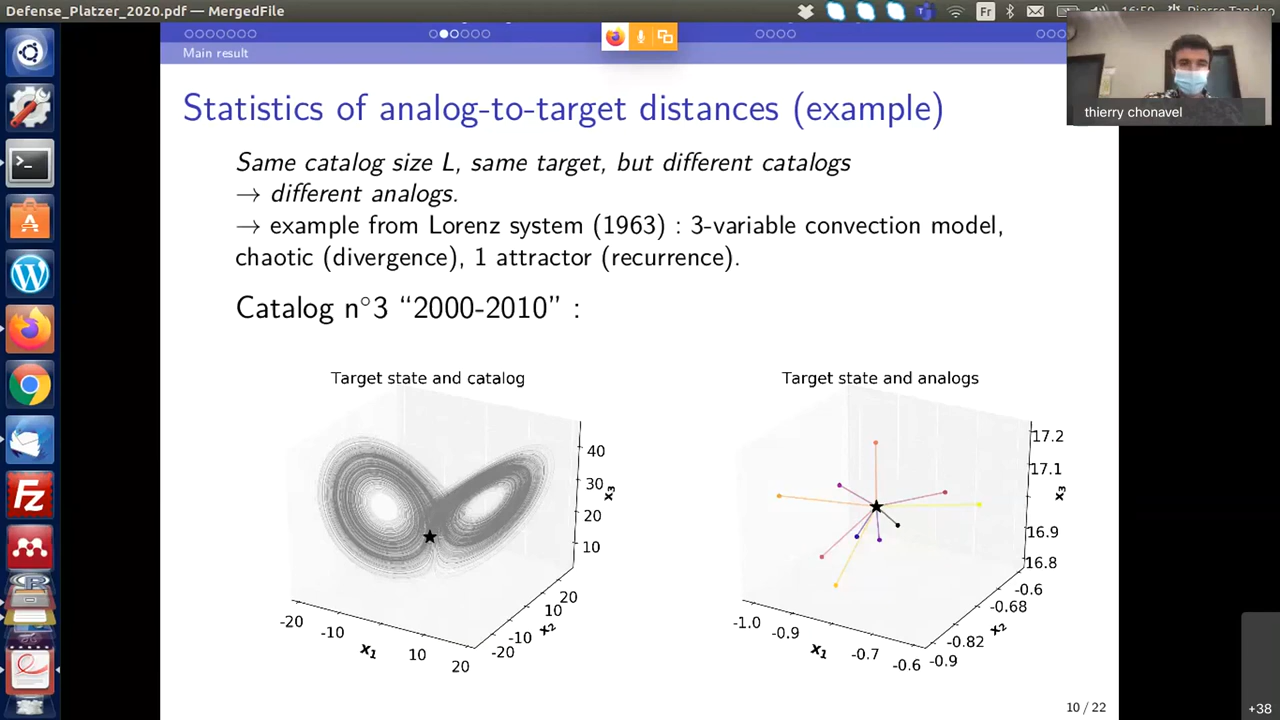 Defense_Platzer_2020.pdf — MergedFile
Fr
16:50
Pierre Tandeo
Main result
thierry chonavel
Statistics of analog-to-target distances (example)
Same catalog size L, same target, but different catalogs
→ different analogs.
→ example from Lorenz system (1963) : 3-variable convection model,
chaotic (divergence), 1 attractor (recurrence).
Catalog n°3 “2000-2010” :
Target state and catalog
40
30
20
10
x3
20
10
-10
-20
x2
-20
-10
10
20
x1
Target state and analogs
17.2
17.1
16.9
16.8
x3
-0.6
-0.68
-0.82
-0.9
x2
-1.0
-0.9
-0.7
-0.6
x1
10 / 22
+38